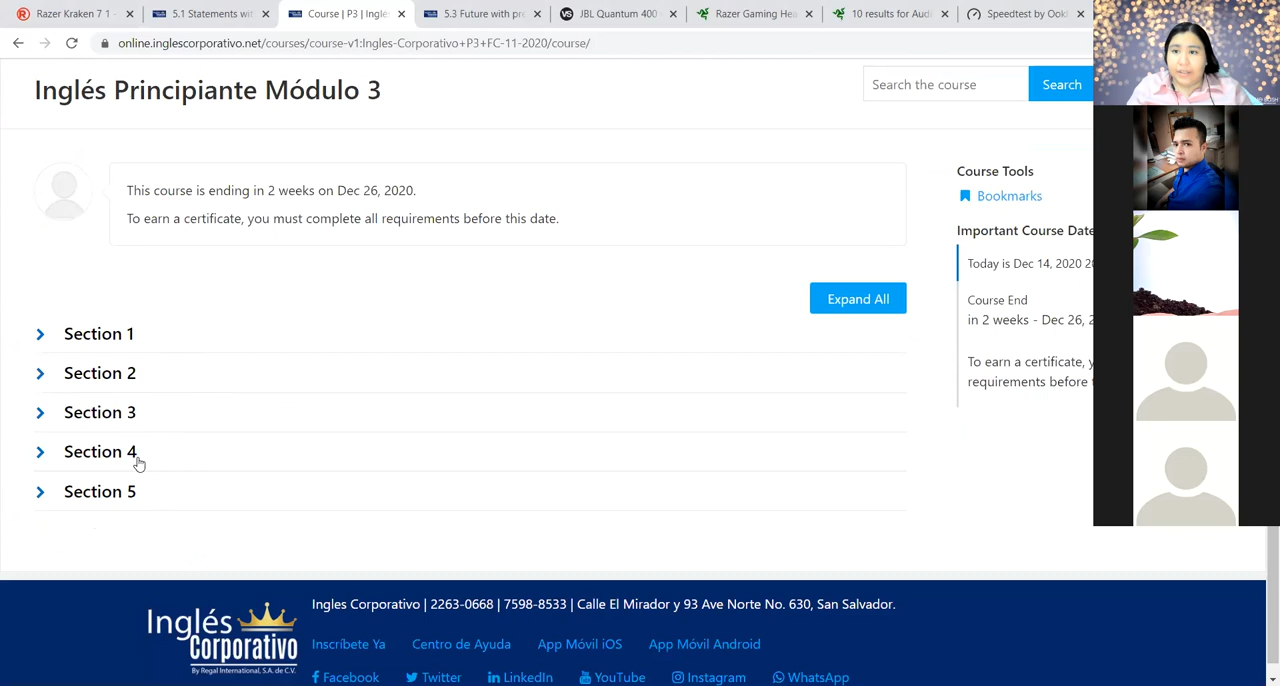 Razer Kraken 7 1 -
5.1 Statements wit
Course | P3 | Ingle
5.3 Future with pre
JBL Quantum 400 -
Razer Gaming Hea
10 results for Aud
Speedtest by Ookl
online.inglescorporativo.net/courses/course-v1:Ingles-Corporativo+P3+FC-11-2020/course/
Inglés Principiante Módulo 3
Search the course
Search
This course is ending in 2 weeks on Dec 26, 2020.
To earn a certificate, you must complete all requirements before this date.
Course Tools
Bookmarks
Important Course Date
Today is Dec 14, 2020 20
Course End
in 2 weeks - Dec 26, 2
To earn a certificate, y
requirements before t
Expand All
Section 1
Section 2
Section 3
Section 4
Section 5
Inglés
Corporativo
By Regal International, S.A. de C.V.
Ingles Corporativo | 2263-0668 | 7598-8533 | Calle El Mirador y 93 Ave Norte No. 630, San Salvador.
Inscríbete Ya
Centro de Ayuda
App Móvil iOS
App Móvil Android
Facebook
Twitter
LinkedIn
YouTube
Instagram
WhatsApp